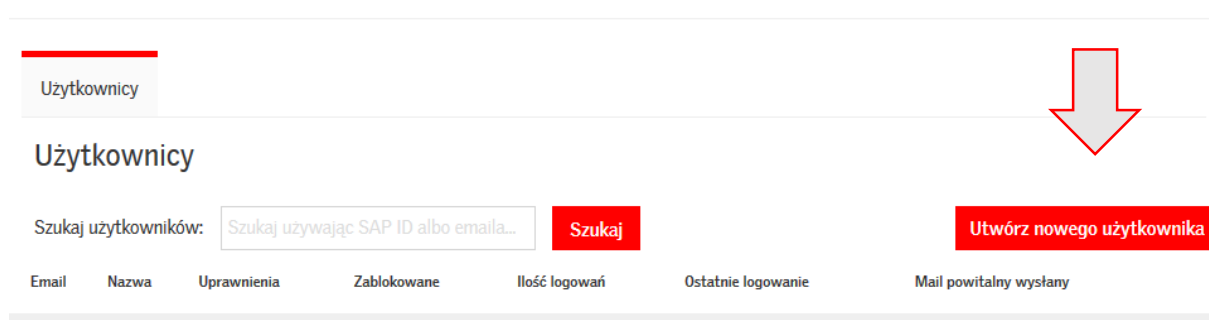 Użytkownicy
Użytkownicy
Szukaj użytkowników: Szukaj używając SAP ID albo emaila... Szukaj Utwórz nowego użytkownika
Email Nazwa Uprawnienia Zablokowane Ilość logowań Ostatnie logowanie Mail powitalny wysłany